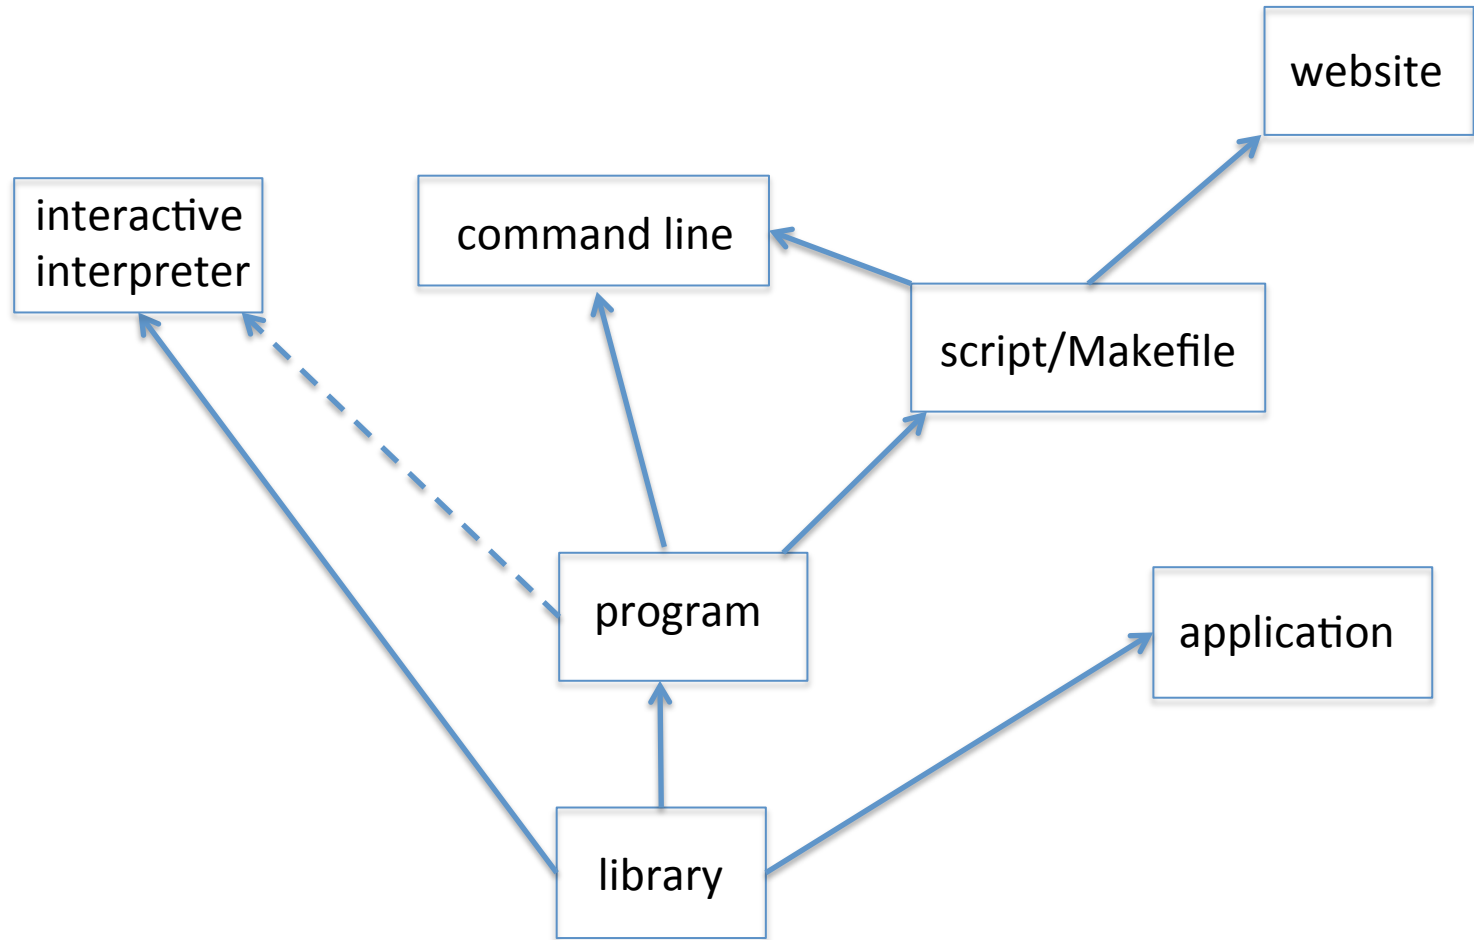 website
interactive
interpreter
command line
script/Makefile
program
application
library